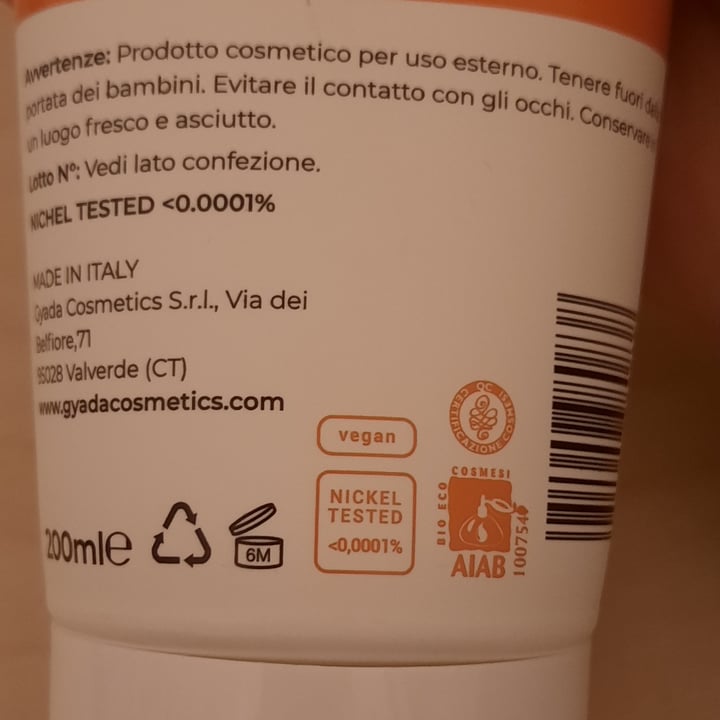 Avvertenze: Prodotto cosmetico per uso esterno. Tenere fuori dalla
portata dei bambini. Evitare il contatto con gli occhi. Conservare in
un luogo fresco e asciutto.
Lotto N°: Vedi lato confezione.
NICHEL TESTED <0.0001%
MADE IN ITALY
Gyada Cosmetics S.r.l., Via dei
Belfiore,71
95028 Valverde (CT)
www.gyadacosmetics.com
vegan
QC
CERTIFICAZIONE COSMESI
NICKEL
TESTED
<0,0001%
COSMESI
BIO ECO
AIAB
200ml e
6M